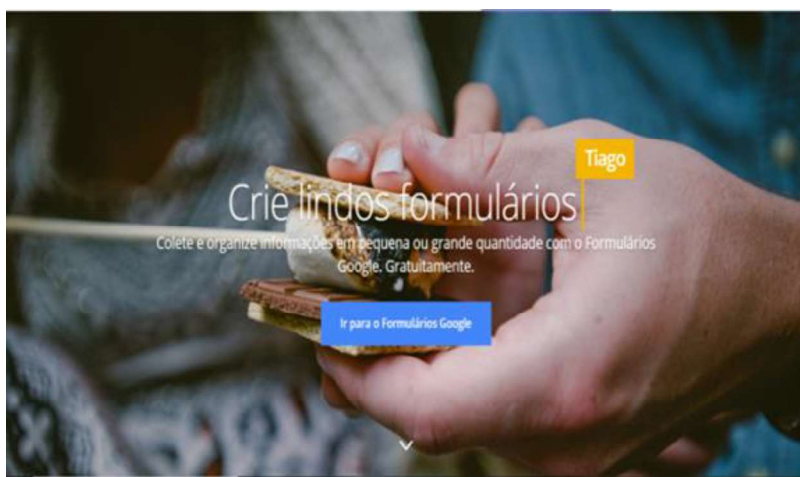 Tiago
Crie lindos formulários
Colete e organize informações em pequena ou grande quantidade com o Formulários
Google. Gratuitamente.
Ir para o Formulários Google